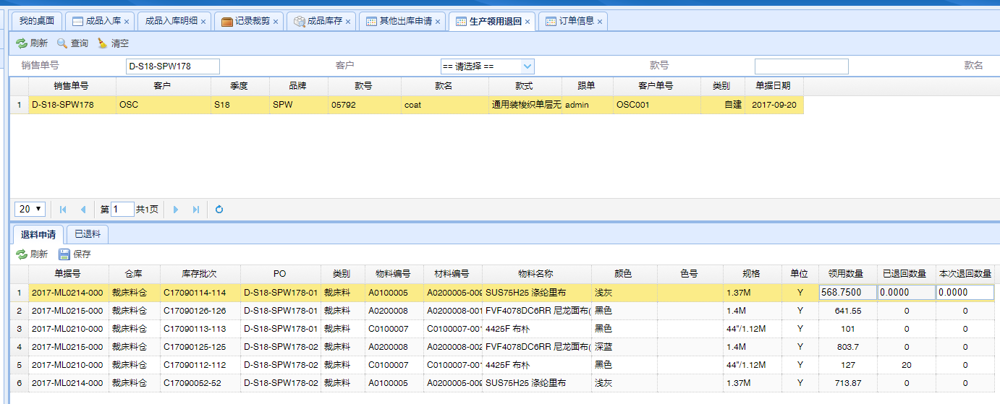 我的桌面 成品入库 × 成品入库明细 × 记录裁剪 × 成品库存 × 其他出库申请 × 生产领用退回 × 订单信息 ×
刷新 查询 清空
销售单号 D-S18-SPW178 客户 == 请选择 == 款号 款名
销售单号 客户 季度 品牌 款号 款名 款式 跟单 客户单号 类别 单据日期
1 D-S18-SPW178 OSC S18 SPW 05792 coat 通用装梭织单层无 admin OSC001 自建 2017-09-20
20 第 1 共1页
退料申请 已退料
刷新 保存
单据号 仓库 库存批次 PO 类别 物料编号 材料编号 物料名称 颜色 色号 规格 单位 领用数量 已退回数量 本次退回数量
1 2017-ML0214-000 裁床料仓 C17090114-114 D-S18-SPW178-01 裁床料 A0100005 A0200005-009 SUS75H25 涤纶里布 浅灰 1.37M Y 568.7500 0.0000 0.0000
2 2017-ML0215-000 裁床料仓 C17090126-126 D-S18-SPW178-01 裁床料 A0200008 A0200008-001 FVF4078DC6RR 尼龙面布( 黑色 1.4M Y 641.55 0 0
3 2017-ML0210-000 裁床料仓 C17090113-113 D-S18-SPW178-01 裁床料 C0100007 C0100007-001 4425F 布朴 黑色 44"/1.12M Y 101 0 0
4 2017-ML0215-000 裁床料仓 C17090125-125 D-S18-SPW178-02 裁床料 A0200008 A0200008-002 FVF4078DC6RR 尼龙面布( 深蓝 1.4M Y 803.7 0 0
5 2017-ML0210-000 裁床料仓 C17090112-112 D-S18-SPW178-02 裁床料 C0100007 C0100007-001 4425F 布朴 黑色 44"/1.12M Y 127 20 0
6 2017-ML0214-000 裁床料仓 C17090052-52 D-S18-SPW178-02 裁床料 A0100005 A0200005-009 SUS75H25 涤纶里布 浅灰 1.37M Y 713.87 0 0